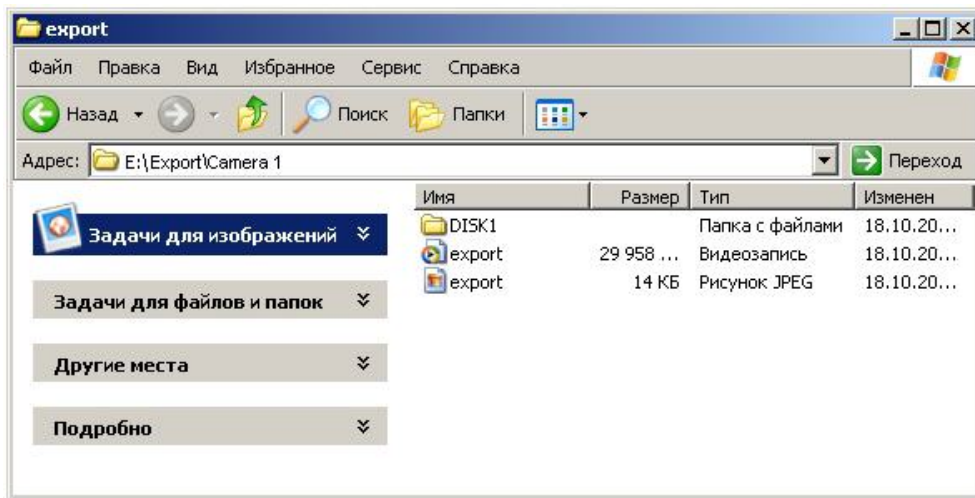 export
Файл Правка Вид Избранное Сервис Справка
Назад Поиск Папки
Адрес: E:\Export\Camera 1 Переход
Имя Размер Тип Изменен
Задачи для изображений
Задачи для файлов и папок
Другие места
Подробно
DISK1 Папка с файлами 18.10.20...
export 29 958 ... Видеозапись 18.10.20...
export 14 КБ Рисунок JPEG 18.10.20...